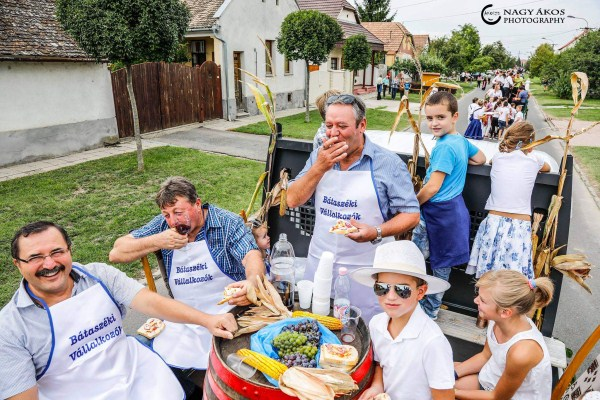 NAGY ÁKOS
PHOTOGRAPHY
Bátaszéki
Vállalkozók
Bátaszéki
Vállalkozók
Bátaszéki
Vállalkozók